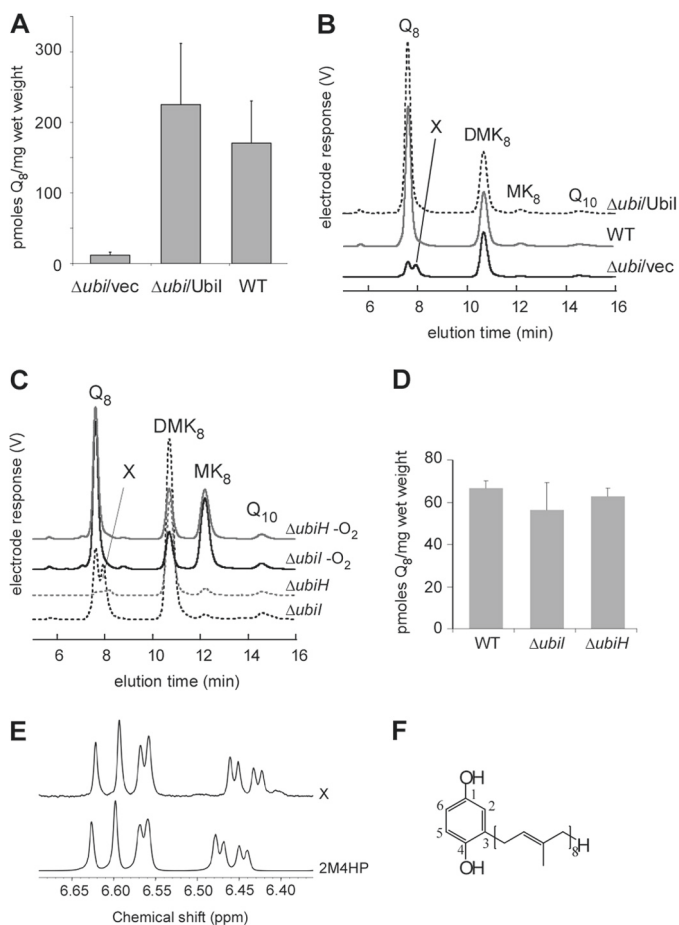 A
pmoles Q8/mg wet weight
300
200
100
0
Δubi/vec
ΔubiI/UbiI
WT
B
electrode response (V)
Q8
X
DMK8
MK8
Q10
Δubi/UbiI
WT
Δubi/vec
6 8 10 12 14 16
elution time (min)
C
electrode response (V)
Q8
X
DMK8
MK8
Q10
ΔubiH -O2
ΔubiI -O2
ΔubiH
ΔubiI
6 8 10 12 14 16
elution time (min)
D
pmoles Q8/mg wet weight
80
60
40
20
0
WT
ΔubiI
ΔubiH
E
X
2M4HP
6.65 6.60 6.55 6.50 6.45 6.40
Chemical shift (ppm)
F
OH
1
6 2
5 3
4
OH
[ ]8 H